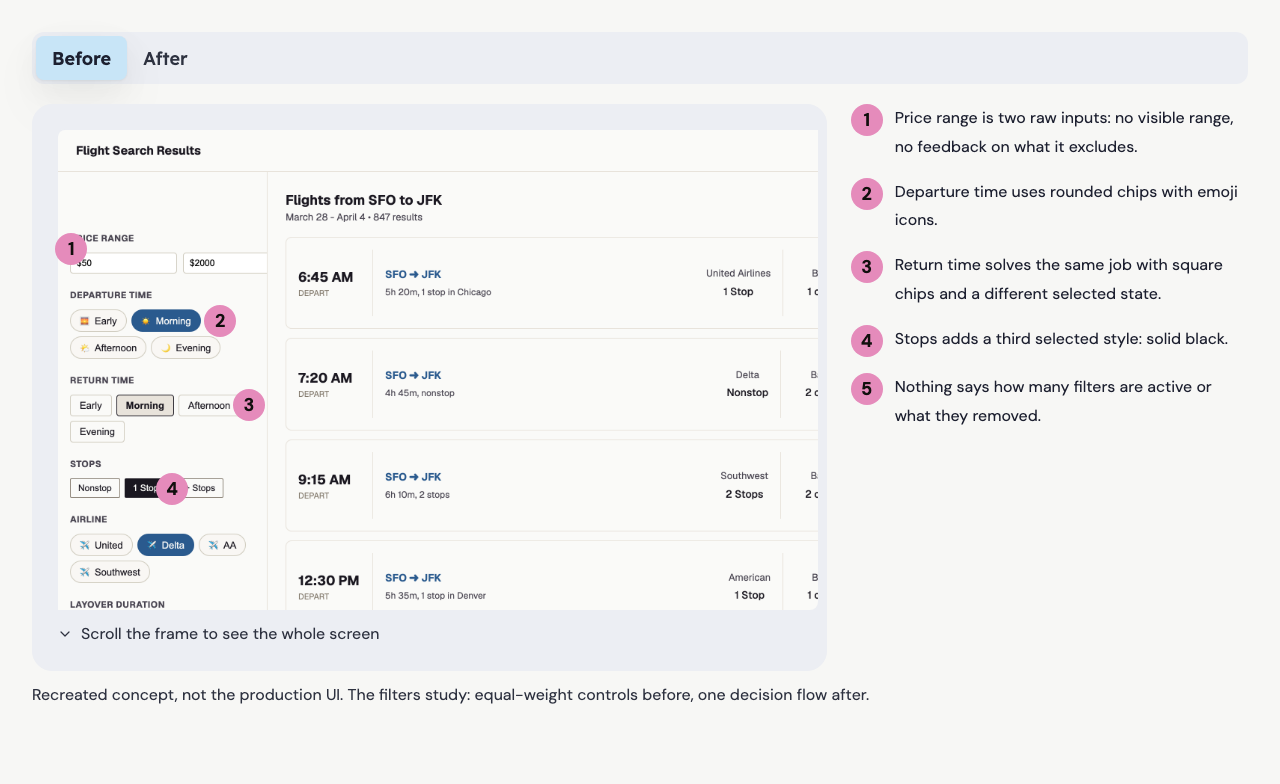 Before
After
Flight Search Results
1
ICE RANGE
$50
$2000
DEPARTURE TIME
Early
Morning
2
Afternoon
Evening
RETURN TIME
Early
Morning
Afternoon
3
Evening
STOPS
Nonstop
1 Stop
4
Stops
AIRLINE
United
Delta
AA
Southwest
LAYOVER DURATION
Flights from SFO to JFK
March 28 - April 4 • 847 results
6:45 AM
DEPART
SFO ➜ JFK
5h 20m, 1 stop in Chicago
United Airlines
1 Stop
7:20 AM
DEPART
SFO ➜ JFK
4h 45m, nonstop
Delta
Nonstop
9:15 AM
DEPART
SFO ➜ JFK
6h 10m, 2 stops
Southwest
2 Stops
12:30 PM
DEPART
SFO ➜ JFK
5h 35m, 1 stop in Denver
American
1 Stop
Scroll the frame to see the whole screen
1 Price range is two raw inputs: no visible range,
no feedback on what it excludes.
2 Departure time uses rounded chips with emoji
icons.
3 Return time solves the same job with square
chips and a different selected state.
4 Stops adds a third selected style: solid black.
5 Nothing says how many filters are active or
what they removed.
Recreated concept, not the production UI. The filters study: equal-weight controls before, one decision flow after.